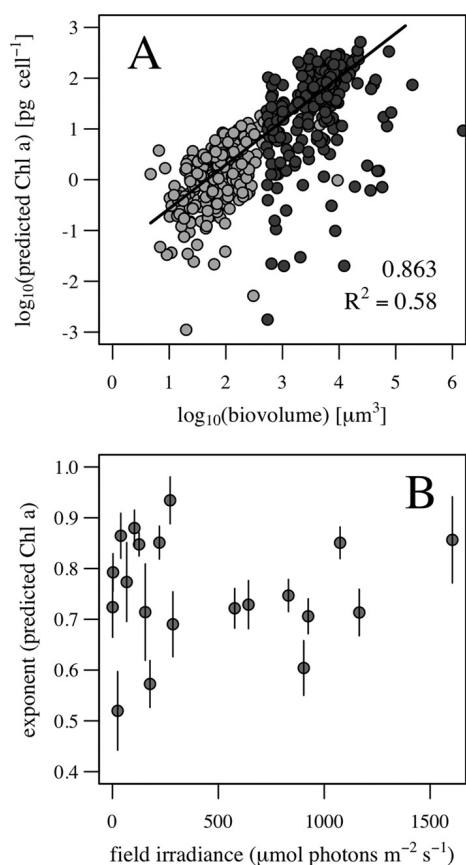 A
log₁₀(predicted Chl a) [pg cell⁻¹]
3
2
1
0
-1
-2
-3
0.863
R² = 0.58
0 1 2 3 4 5 6
log₁₀(biovolume) [μm³]
B
exponent (predicted Chl a)
1.0
0.9
0.8
0.7
0.6
0.5
0.4
0 500 1000 1500
field irradiance (μmol photons m⁻² s⁻¹)